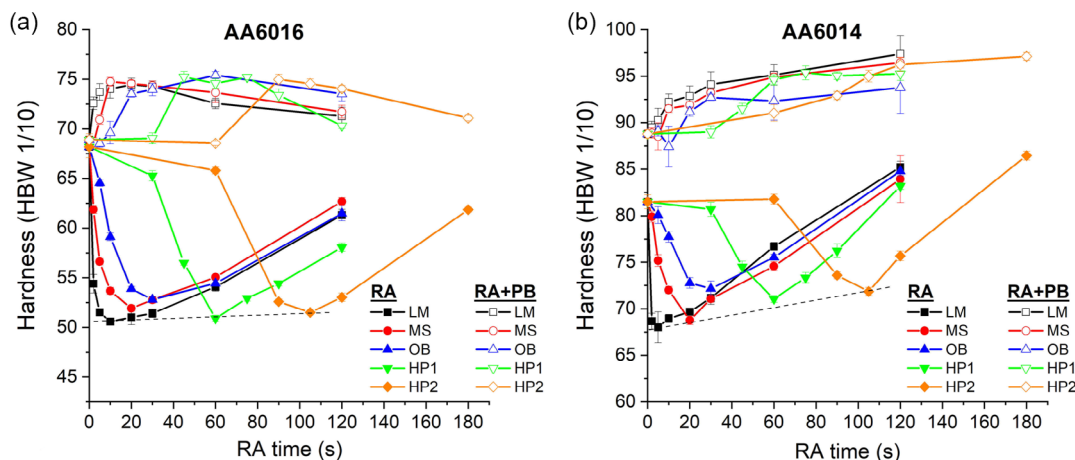 (a)
AA6016
Hardness (HBW 1/10)
80
75
70
65
60
55
50
45
0 20 40 60 80 100 120 140 160 180
RA time (s)
RA RA+PB
LM LM
MS MS
OB OB
HP1 HP1
HP2 HP2
(b)
AA6014
Hardness (HBW 1/10)
100
95
90
85
80
75
70
65
60
0 20 40 60 80 100 120 140 160 180
RA time (s)
RA RA+PB
LM LM
MS MS
OB OB
HP1 HP1
HP2 HP2